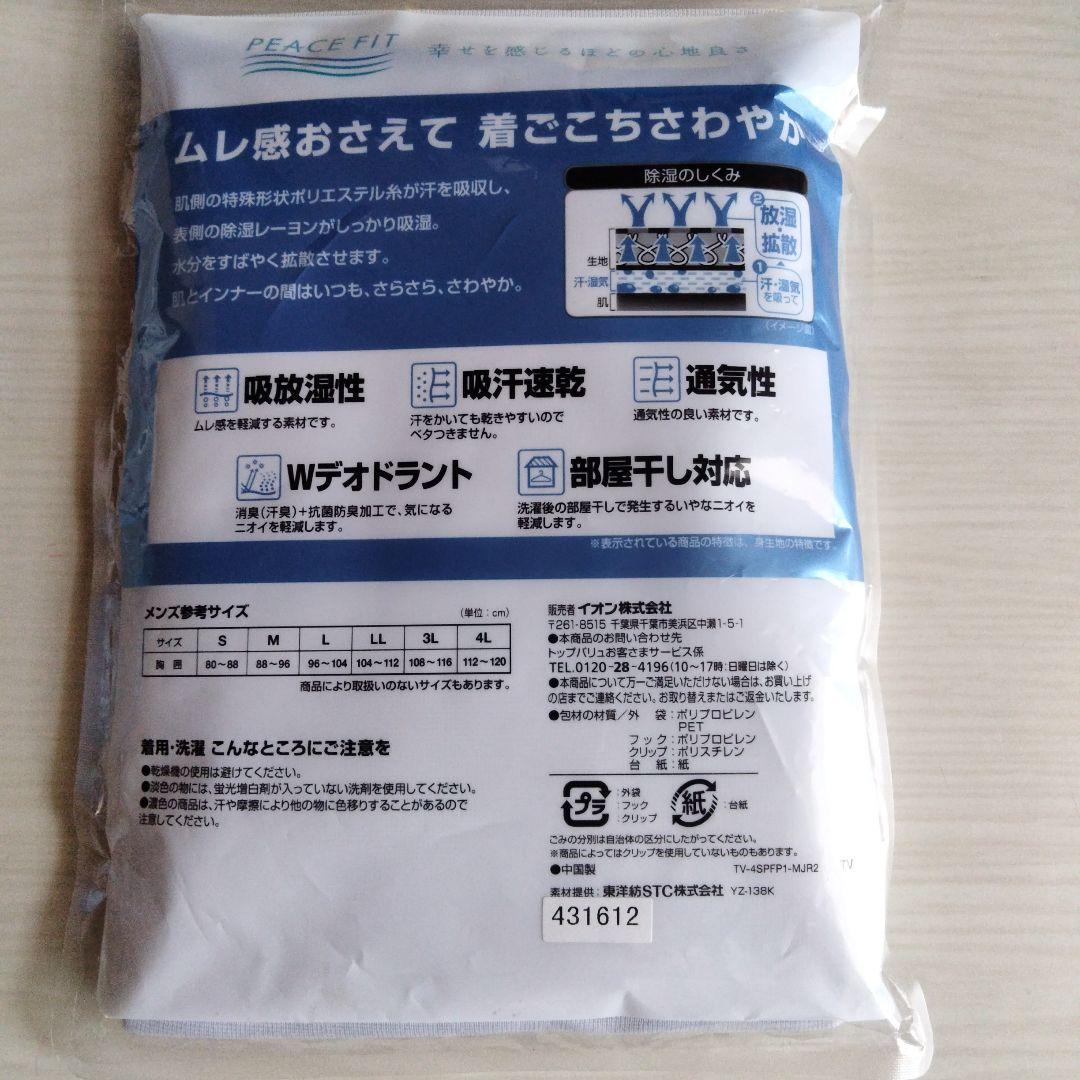 PEACE FIT 幸せを感じるほどの心地良さ
ムレ感おさえて 着ごこちさわやか
肌側の特殊形状ポリエステル糸が汗を吸収し、
表側の除湿レーヨンがしっかり吸湿。
水分をすばやく拡散させます。
肌とインナーの間はいつも、さらさら、さわやか。
除湿のしくみ
2 放湿・拡散
生地
1 汗・湿気を吸って
汗・湿気
肌
(イメージ図)
吸放湿性
ムレ感を軽減する素材です。
吸汗速乾
汗をかいても乾きやすいので
ベタつきません。
通気性
通気性の良い素材です。
Wデオドラント
消臭(汗臭)+抗菌防臭加工で、気になる
ニオイを軽減します。
部屋干し対応
洗濯後の部屋干しで発生するいやなニオイを
軽減します。
※表示されている商品の特徴は、身生地の特徴です
メンズ参考サイズ (単位:cm)
サイズ S M L LL 3L 4L
胸囲 80～88 88～96 96～104 104～112 108～116 112～120
商品により取扱いのないサイズもあります。
着用・洗濯 こんなところにご注意を
●乾燥機の使用は避けてください。
●淡色の物には、蛍光増白剤が入っていない洗剤を使用してください。
●濃色の商品は、汗や摩擦により他の物に色移りすることがあるので
注意してください。
販売者 イオン株式会社
〒261-8515 千葉県千葉市美浜区中瀬1-5-1
●本商品のお問い合わせ先
トップバリュお客さまサービス係
TEL.0120-28-4196(10～17時:日曜日は除く)
●本商品について万一ご満足いただけない場合は、お買い上げ
の店までご連絡ください。お取り替えまたはご返金いたします。
●包材の材質/外 袋:ポリプロピレン
PET
フック:ポリプロピレン
クリップ:ポリスチレン
台 紙:紙
プラ :外袋
:フック
:クリップ
紙 :台紙
ごみの分別は自治体の区分にしたがってください。
※商品によってはクリップを使用していないものもあります。
●中国製 TV-4SPFP1-MJR2 TV
素材提供:東洋紡STC株式会社 YZ-138K
431612